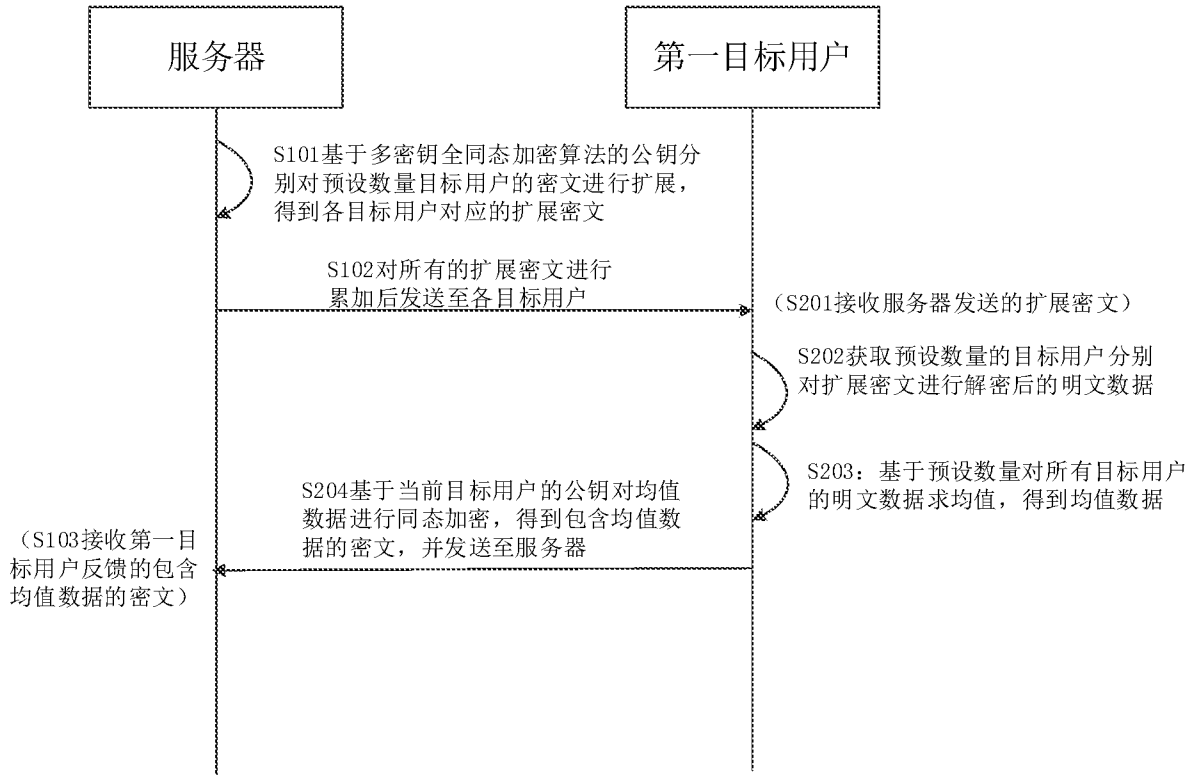 服务器
第一目标用户
S101基于多密钥全同态加密算法的公钥分
别对预设数量目标用户的密文进行扩展，
得到各目标用户对应的扩展密文
S102对所有的扩展密文进行
累加后发送至各目标用户
（S201接收服务器发送的扩展密文）
S202获取预设数量的目标用户分别
对扩展密文进行解密后的明文数据
S203：基于预设数量对所有目标用户
的明文数据求均值，得到均值数据
S204基于当前目标用户的公钥对均值
数据进行同态加密，得到包含均值数
据的密文，并发送至服务器
（S103接收第一目
标用户反馈的包含
均值数据的密文）